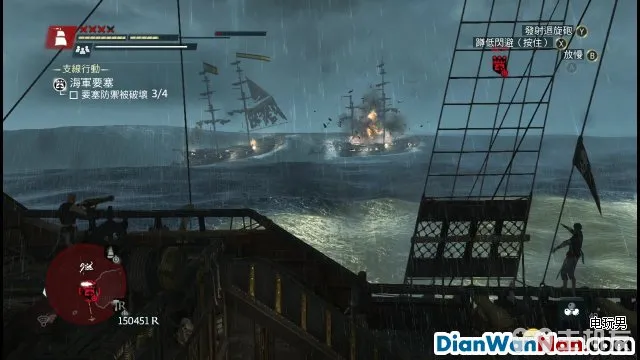 發射迴旋砲 Y
蹲低閃避（按住） X
放慢 B
A
支線行動
海軍要塞
要塞防禦被破壞 3/4
R
150451 R
电玩男
DianWanNan.com